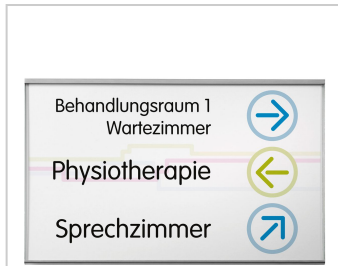 Behandlungsraum 1
Wartezimmer
Physiotherapie
Sprechzimmer